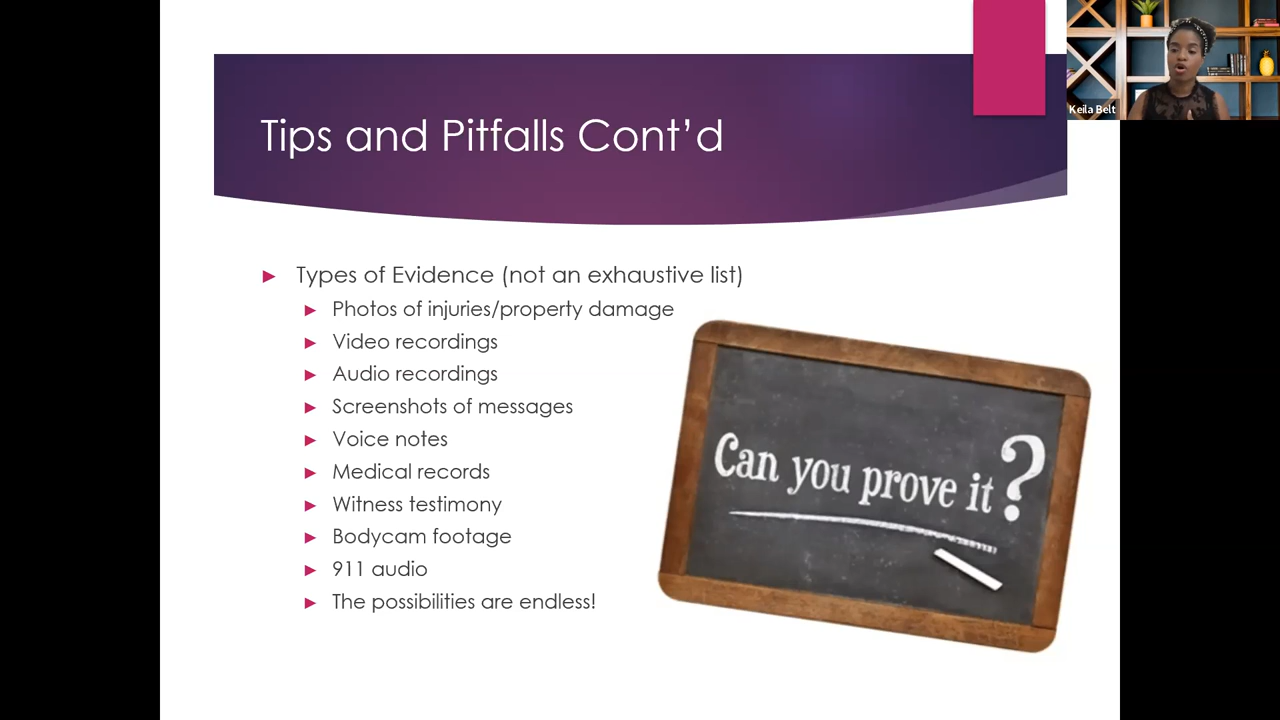 Tips and Pitfalls Cont’d
Keila Belt
Types of Evidence (not an exhaustive list)
Photos of injuries/property damage
Video recordings
Audio recordings
Screenshots of messages
Voice notes
Medical records
Witness testimony
Bodycam footage
911 audio
The possibilities are endless!
Can you prove it?